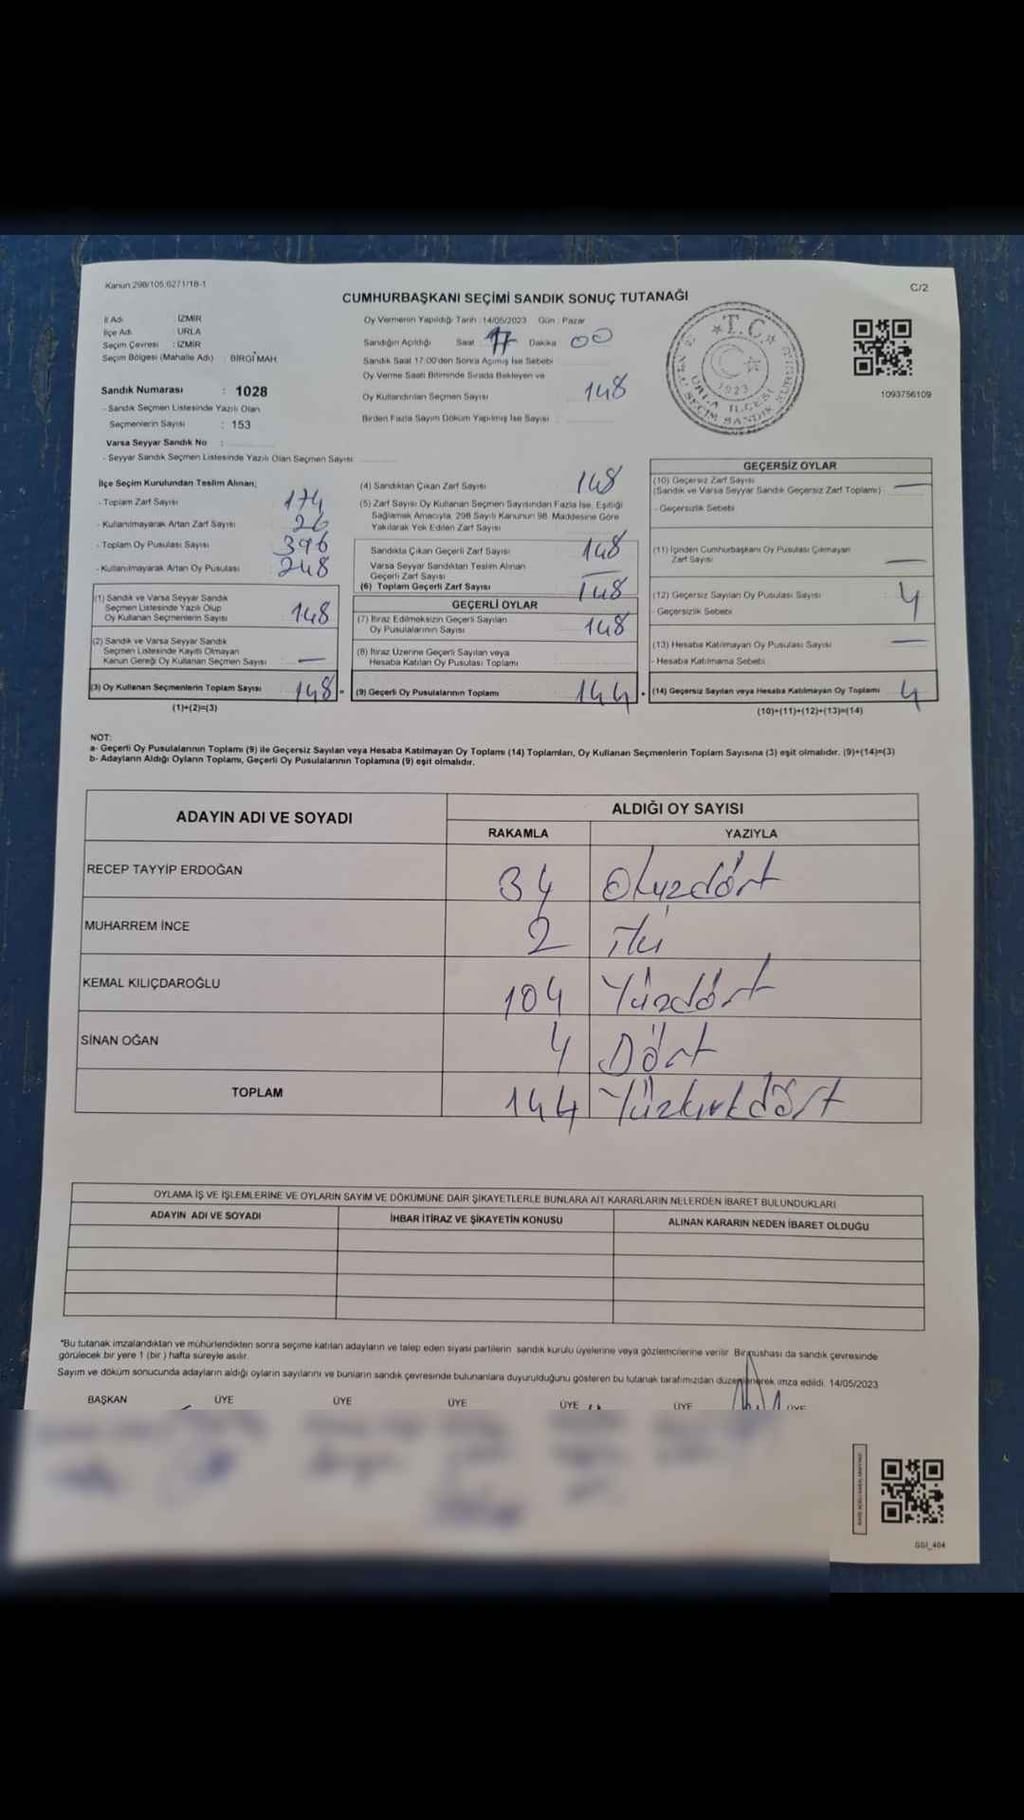 Kanun 298/105.6271/18-1
C/2
CUMHURBAŞKANI SEÇİMİ SANDIK SONUÇ TUTANAĞI
İl Adı : İZMİR
İlçe Adı : URLA
Seçim Çevresi : İZMİR
Seçim Bölgesi (Mahalle Adı) : BİRGİ MAH.
Sandık Numarası : 1028
- Sandık Seçmen Listesinde Yazılı Olan
Seçmenlerin Sayısı : 153
Varsa Seyyar Sandık No :
- Seyyar Sandık Seçmen Listesinde Yazılı Olan Seçmen Sayısı
Oy Vermenin Yapıldığı Tarih : 14/05/2023 Gün : Pazar
Sandığın Açıldığı Saat 17 Dakika 00
Sandık Saat 17:00'den Sonra Açılmış İse Sebebi
Oy Verme Saati Bitiminde Sırada Bekleyen ve
Oy Kullandırılan Seçmen Sayısı 148
Birden Fazla Sayım Döküm Yapılmış İse Sayısı
T.C.
1923
URLA İLÇESİ
1093756109
İlçe Seçim Kurulundan Teslim Alınan;
- Toplam Zarf Sayısı 174
- Kullanılmayarak Artan Zarf Sayısı 26
- Toplam Oy Pusulası Sayısı 396
- Kullanılmayarak Artan Oy Pusulası 248
(1) Sandık ve Varsa Seyyar Sandık
Seçmen Listesinde Yazılı Olup
Oy Kullanan Seçmenlerin Sayısı 148
(2) Sandık ve Varsa Seyyar Sandık
Seçmen Listesinde Kayıtlı Olmayan
Kanun Gereği Oy Kullanan Seçmen Sayısı —
(3) Oy Kullanan Seçmenlerin Toplam Sayısı 148
(1)+(2)=(3)
(4) Sandıktan Çıkan Zarf Sayısı 148
(5) Zarf Sayısı Oy Kullanan Seçmen Sayısından Fazla İse, Eşitliği
Sağlamak Amacıyla, 298 Sayılı Kanunun 98. Maddesine Göre
Yakılarak Yok Edilen Zarf Sayısı
Sandıkta Çıkan Geçerli Zarf Sayısı 148
Varsa Seyyar Sandıktan Teslim Alınan
Geçerli Zarf Sayısı —
(6) Toplam Geçerli Zarf Sayısı 148
GEÇERLİ OYLAR
(7) İtiraz Edilmeksizin Geçerli Sayılan
Oy Pusulalarının Sayısı 148
(8) İtiraz Üzerine Geçerli Sayılan veya
Hesaba Katılan Oy Pusulası Toplamı
(9) Geçerli Oy Pusulalarının Toplamı 144
GEÇERSİZ OYLAR
(10) Geçersiz Zarf Sayısı
(Sandık ve Varsa Seyyar Sandık Geçersiz Zarf Toplamı) —
- Geçersizlik Sebebi
(11) İçinden Cumhurbaşkanı Oy Pusulası Çıkmayan
Zarf Sayısı —
(12) Geçersiz Sayılan Oy Pusulası Sayısı 4
- Geçersizlik Sebebi
(13) Hesaba Katılmayan Oy Pusulası Sayısı —
- Hesaba Katılmama Sebebi
(14) Geçersiz Sayılan veya Hesaba Katılmayan Oy Toplamı 4
(10)+(11)+(12)+(13)=(14)
NOT:
a- Geçerli Oy Pusulalarının Toplamı (9) ile Geçersiz Sayılan veya Hesaba Katılmayan Oy Toplamı (14) Toplamları, Oy Kullanan Seçmenlerin Toplam Sayısına (3) eşit olmalıdır. (9)+(14)=(3)
b- Adayların Aldığı Oyların Toplamı, Geçerli Oy Pusulalarının Toplamına (9) eşit olmalıdır.
ADAYIN ADI VE SOYADI
ALDIĞI OY SAYISI
RAKAMLA YAZIYLA
RECEP TAYYİP ERDOĞAN 34 Otuzdört
MUHARREM İNCE 2 İki
KEMAL KILIÇDAROĞLU 104 Yüzdört
SİNAN OĞAN 4 Dört
TOPLAM 144 Yüzkırkdört
OYLAMA İŞ VE İŞLEMLERİNE VE OYLARIN SAYIM VE DÖKÜMÜNE DAİR ŞİKAYETLERLE BUNLARA AİT KARARLARIN NELERDEN İBARET BULUNDUKLARI
ADAYIN ADI VE SOYADI İHBAR İTİRAZ VE ŞİKAYETİN KONUSU ALINAN KARARIN NEDEN İBARET OLDUĞU
*Bu tutanak imzalandıktan ve mühürlendikten sonra seçime katılan adayların ve talep eden siyasi partilerin sandık kurulu üyelerine veya gözlemcilerine verilir. Bir nüshası da sandık çevresinde
görülecek bir yere 1 (bir) hafta süreyle asılır.
Sayım ve döküm sonucunda adayların aldığı oyların sayılarını ve bunların sandık çevresinde bulunanlara duyurulduğunu gösteren bu tutanak tarafımızdan düzenlenerek imza edildi. 14/05/2023
BAŞKAN ÜYE ÜYE ÜYE ÜYE ÜYE ÜYE